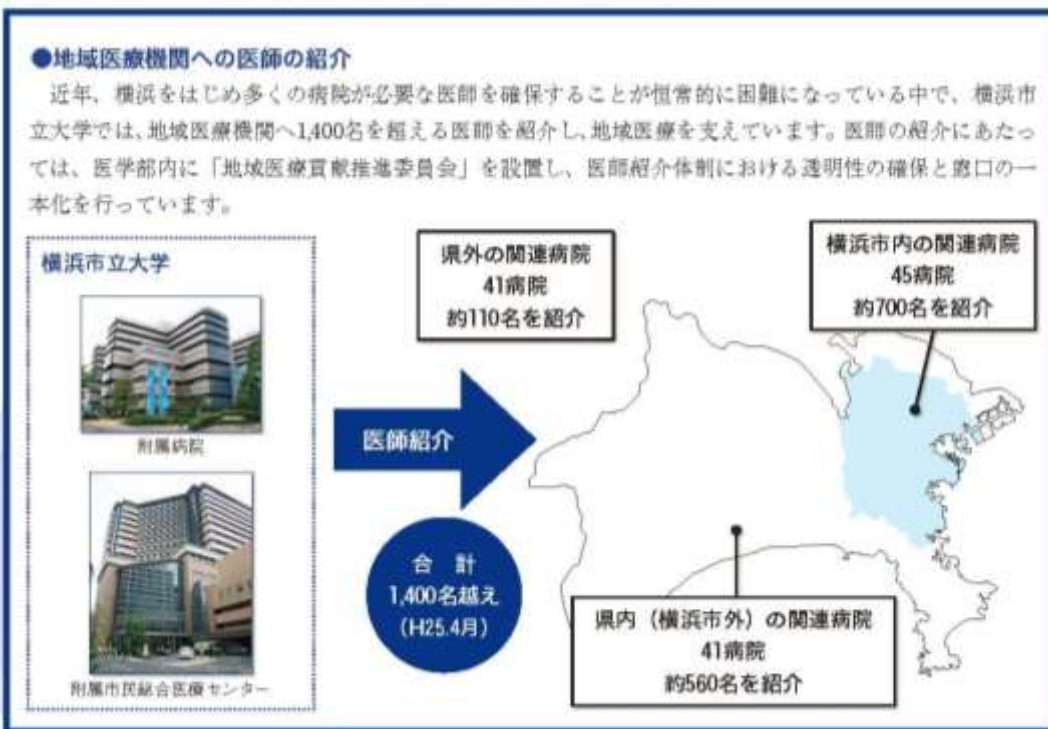 ●地域医療機関への医師の紹介
近年、横浜をはじめ多くの病院が必要な医師を確保することが恒常的に困難になっている中で、横浜市
立大学では、地域医療機関へ1,400名を超える医師を紹介し、地域医療を支えています。医師の紹介にあたっ
ては、医学部内に「地域医療貢献推進委員会」を設置し、医師紹介体制における透明性の確保と窓口の一
本化を行っています。
横浜市立大学
附属病院
附属市民総合医療センター
医師紹介
合 計
1,400名越え
(H25.4月)
県外の関連病院
41病院
約110名を紹介
横浜市内の関連病院
45病院
約700名を紹介
県内（横浜市外）の関連病院
41病院
約560名を紹介